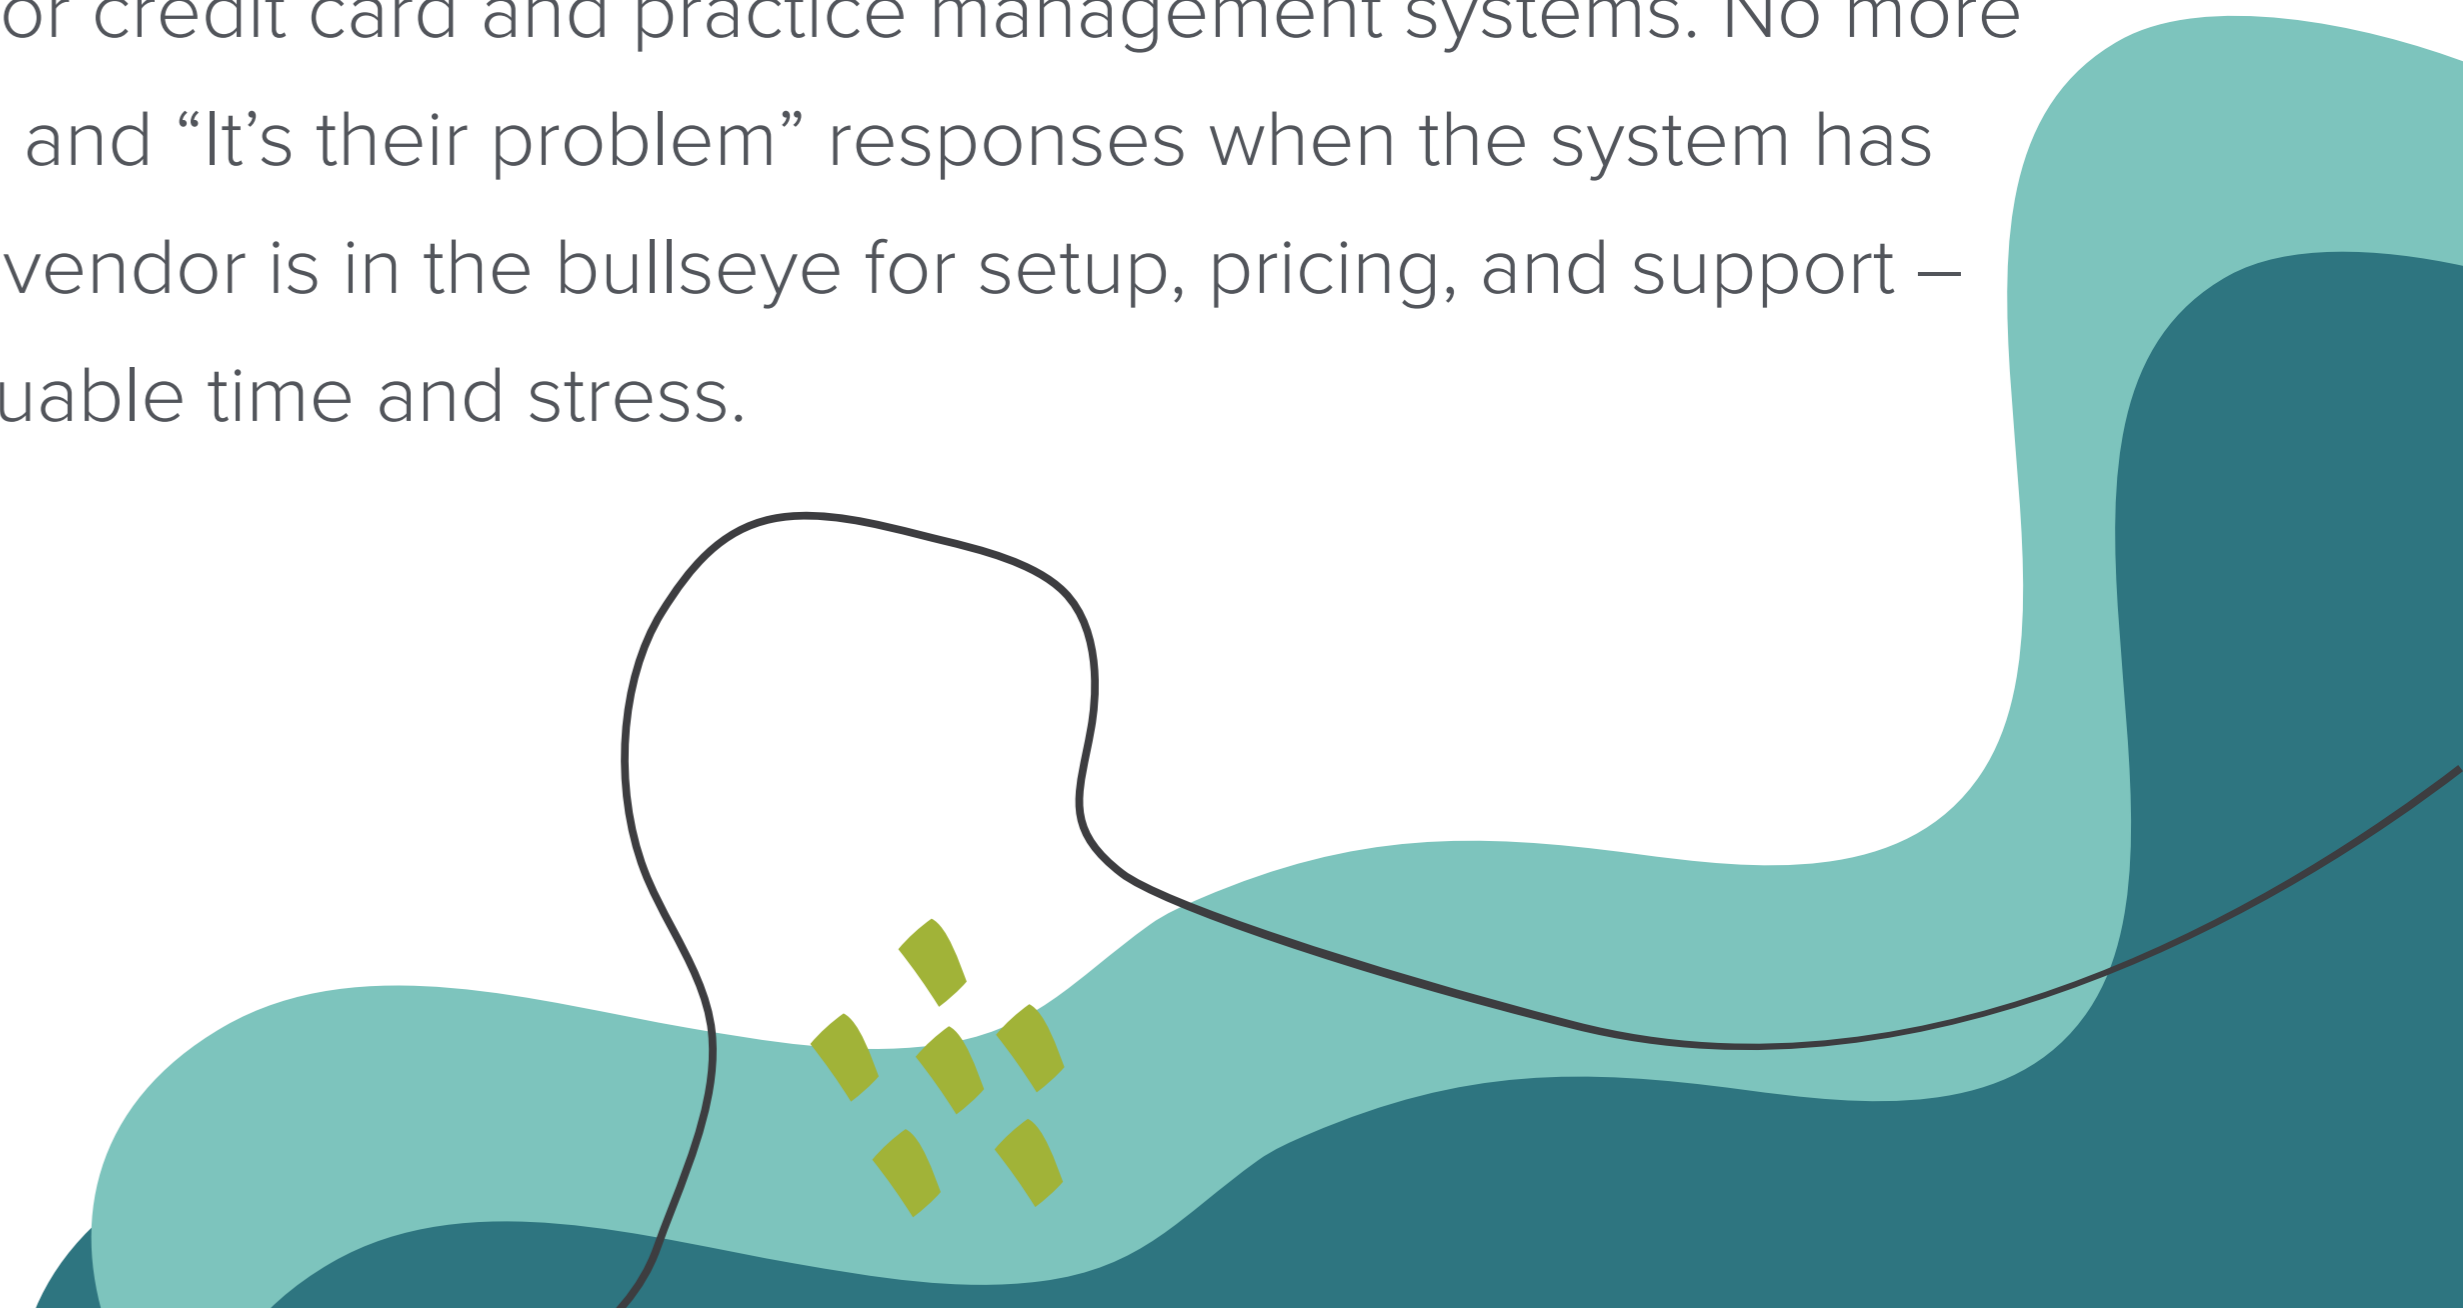 or credit card and practice management systems. No more
and “It’s their problem” responses when the system has
vendor is in the bullseye for setup, pricing, and support –
uable time and stress.